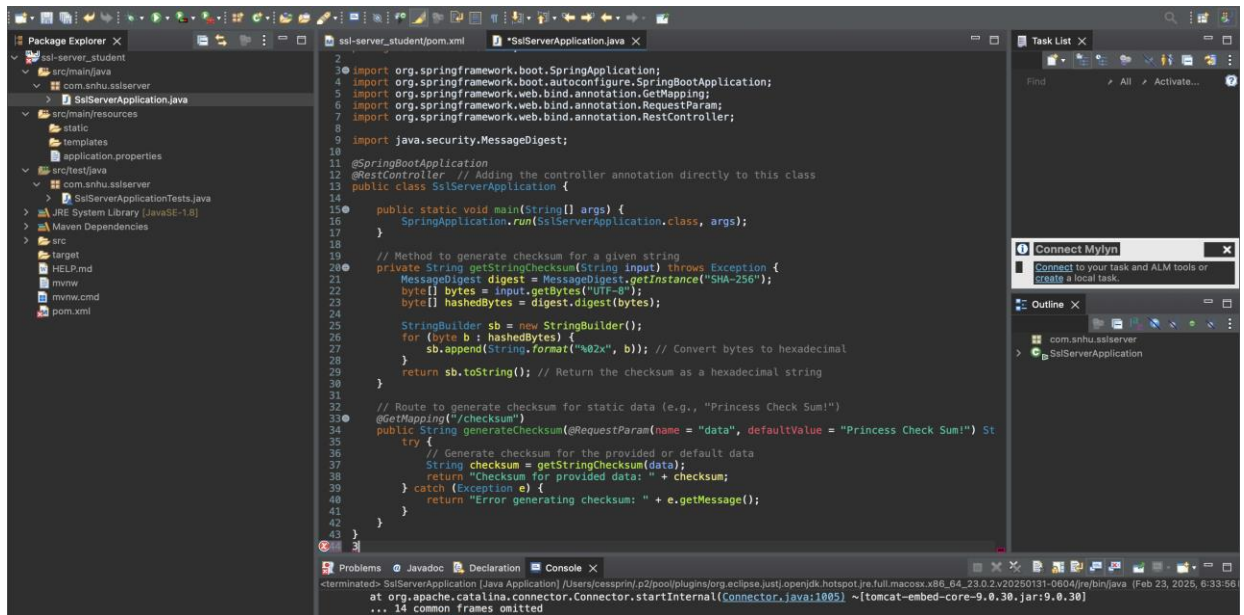 Package Explorer
ssl-server_student
src/main/java
com.snhu.sslserver
SslServerApplication.java
src/main/resources
static
templates
application.properties
src/test/java
com.snhu.sslserver
SslServerApplicationTests.java
JRE System Library [JavaSE-1.8]
Maven Dependencies
src
target
HELP.md
mvnw
mvnw.cmd
pom.xml
ssl-server_student/pom.xml
*SslServerApplication.java
2
3 import org.springframework.boot.SpringApplication;
4 import org.springframework.boot.autoconfigure.SpringBootApplication;
5 import org.springframework.web.bind.annotation.GetMapping;
6 import org.springframework.web.bind.annotation.RequestParam;
7 import org.springframework.web.bind.annotation.RestController;
8
9 import java.security.MessageDigest;
10
11 @SpringBootApplication
12 @RestController // Adding the controller annotation directly to this class
13 public class SslServerApplication {
14
15 public static void main(String[] args) {
16 SpringApplication.run(SslServerApplication.class, args);
17 }
18
19 // Method to generate checksum for a given string
20 private String getStringChecksum(String input) throws Exception {
21 MessageDigest digest = MessageDigest.getInstance("SHA-256");
22 byte[] bytes = input.getBytes("UTF-8");
23 byte[] hashedBytes = digest.digest(bytes);
24
25 StringBuilder sb = new StringBuilder();
26 for (byte b : hashedBytes) {
27 sb.append(String.format("%02x", b)); // Convert bytes to hexadecimal
28 }
29 return sb.toString(); // Return the checksum as a hexadecimal string
30 }
31
32 // Route to generate checksum for static data (e.g., "Princess Check Sum!")
33 @GetMapping("/checksum")
34 public String generateChecksum(@RequestParam(name = "data", defaultValue = "Princess Check Sum!") St
35 try {
36 // Generate checksum for the provided or default data
37 String checksum = getStringChecksum(data);
38 return "Checksum for provided data: " + checksum;
39 } catch (Exception e) {
40 return "Error generating checksum: " + e.getMessage();
41 }
42 }
43 }
44 3
Problems Javadoc Declaration Console
<terminated> SslServerApplication [Java Application] /Users/cessprin/.p2/pool/plugins/org.eclipse.justj.openjdk.hotspot.jre.full.macosx.x86_64_23.0.2.v20250131-0604/jre/bin/java (Feb 23, 2025, 6:33:56
at org.apache.catalina.connector.Connector.startInternal(Connector.java:1005) ~[tomcat-embed-core-9.0.30.jar:9.0.30]
... 14 common frames omitted
Task List
Find All Activate...
Connect Mylyn
Connect to your task and ALM tools or
create a local task.
Outline
com.snhu.sslserver
SslServerApplication